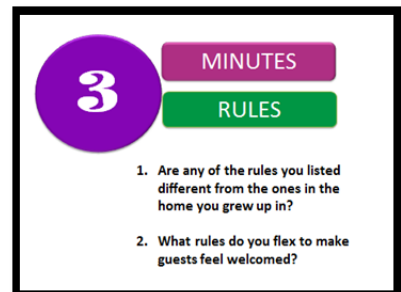 3
MINUTES
RULES
1. Are any of the rules you listed
different from the ones in the
home you grew up in?
2. What rules do you flex to make
guests feel welcomed?